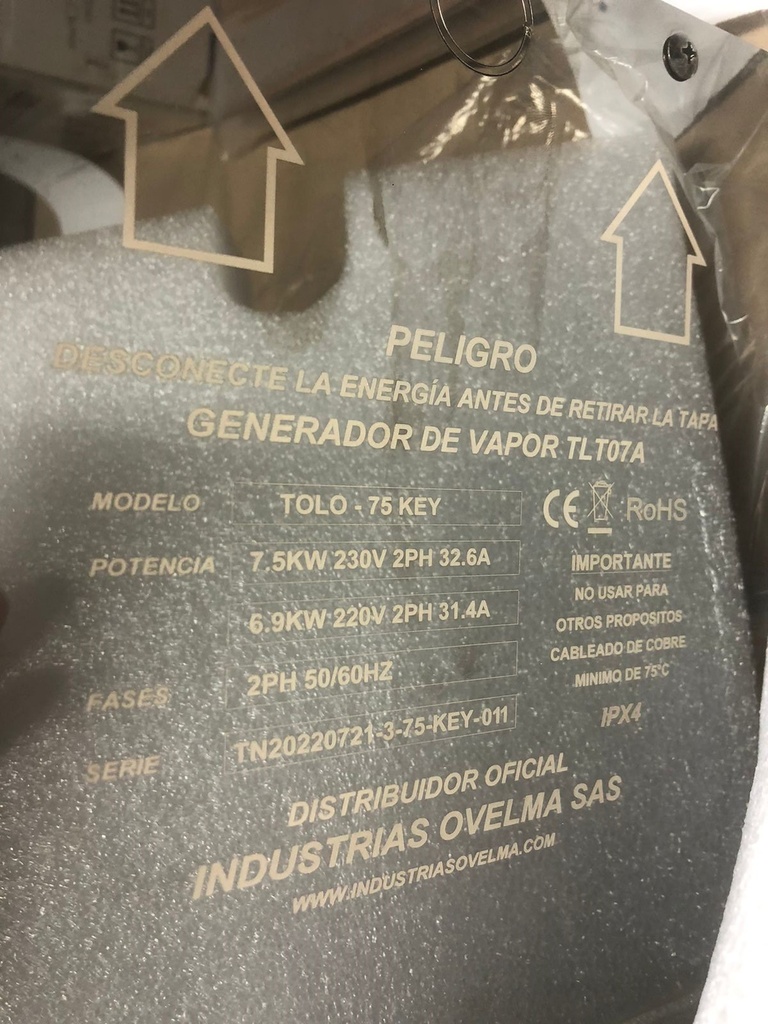 PELIGRO
DESCONECTE LA ENERGÍA ANTES DE RETIRAR LA TAPA
GENERADOR DE VAPOR TLT07A
MODELO TOLO - 75 KEY
POTENCIA 7.5KW 230V 2PH 32.6A
6.9KW 220V 2PH 31.4A
FASES 2PH 50/60HZ
SERIE TN20220721-3-75-KEY-011
CE RoHS
IMPORTANTE
NO USAR PARA
OTROS PROPOSITOS
CABLEADO DE COBRE
MINIMO DE 75°C
IPX4
DISTRIBUIDOR OFICIAL
INDUSTRIAS OVELMA SAS
WWW.INDUSTRIASOVELMA.COM